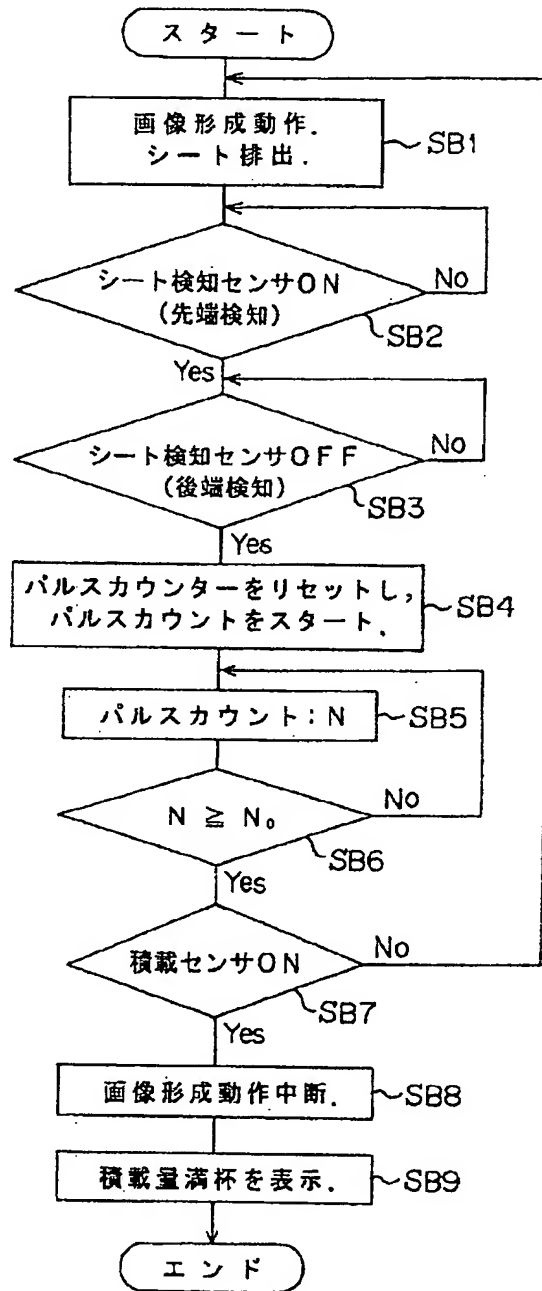 スタート
画像形成動作.
シート排出.
SB1
シート検知センサON
(先端検知)
No
SB2
Yes
シート検知センサOFF
(後端検知)
No
SB3
Yes
パルスカウンターをリセットし,
パルスカウントをスタート.
SB4
パルスカウント:N
SB5
N ≧ N₀
No
SB6
Yes
積載センサON
No
SB7
Yes
画像形成動作中断.
SB8
積載量満杯を表示.
SB9
エンド